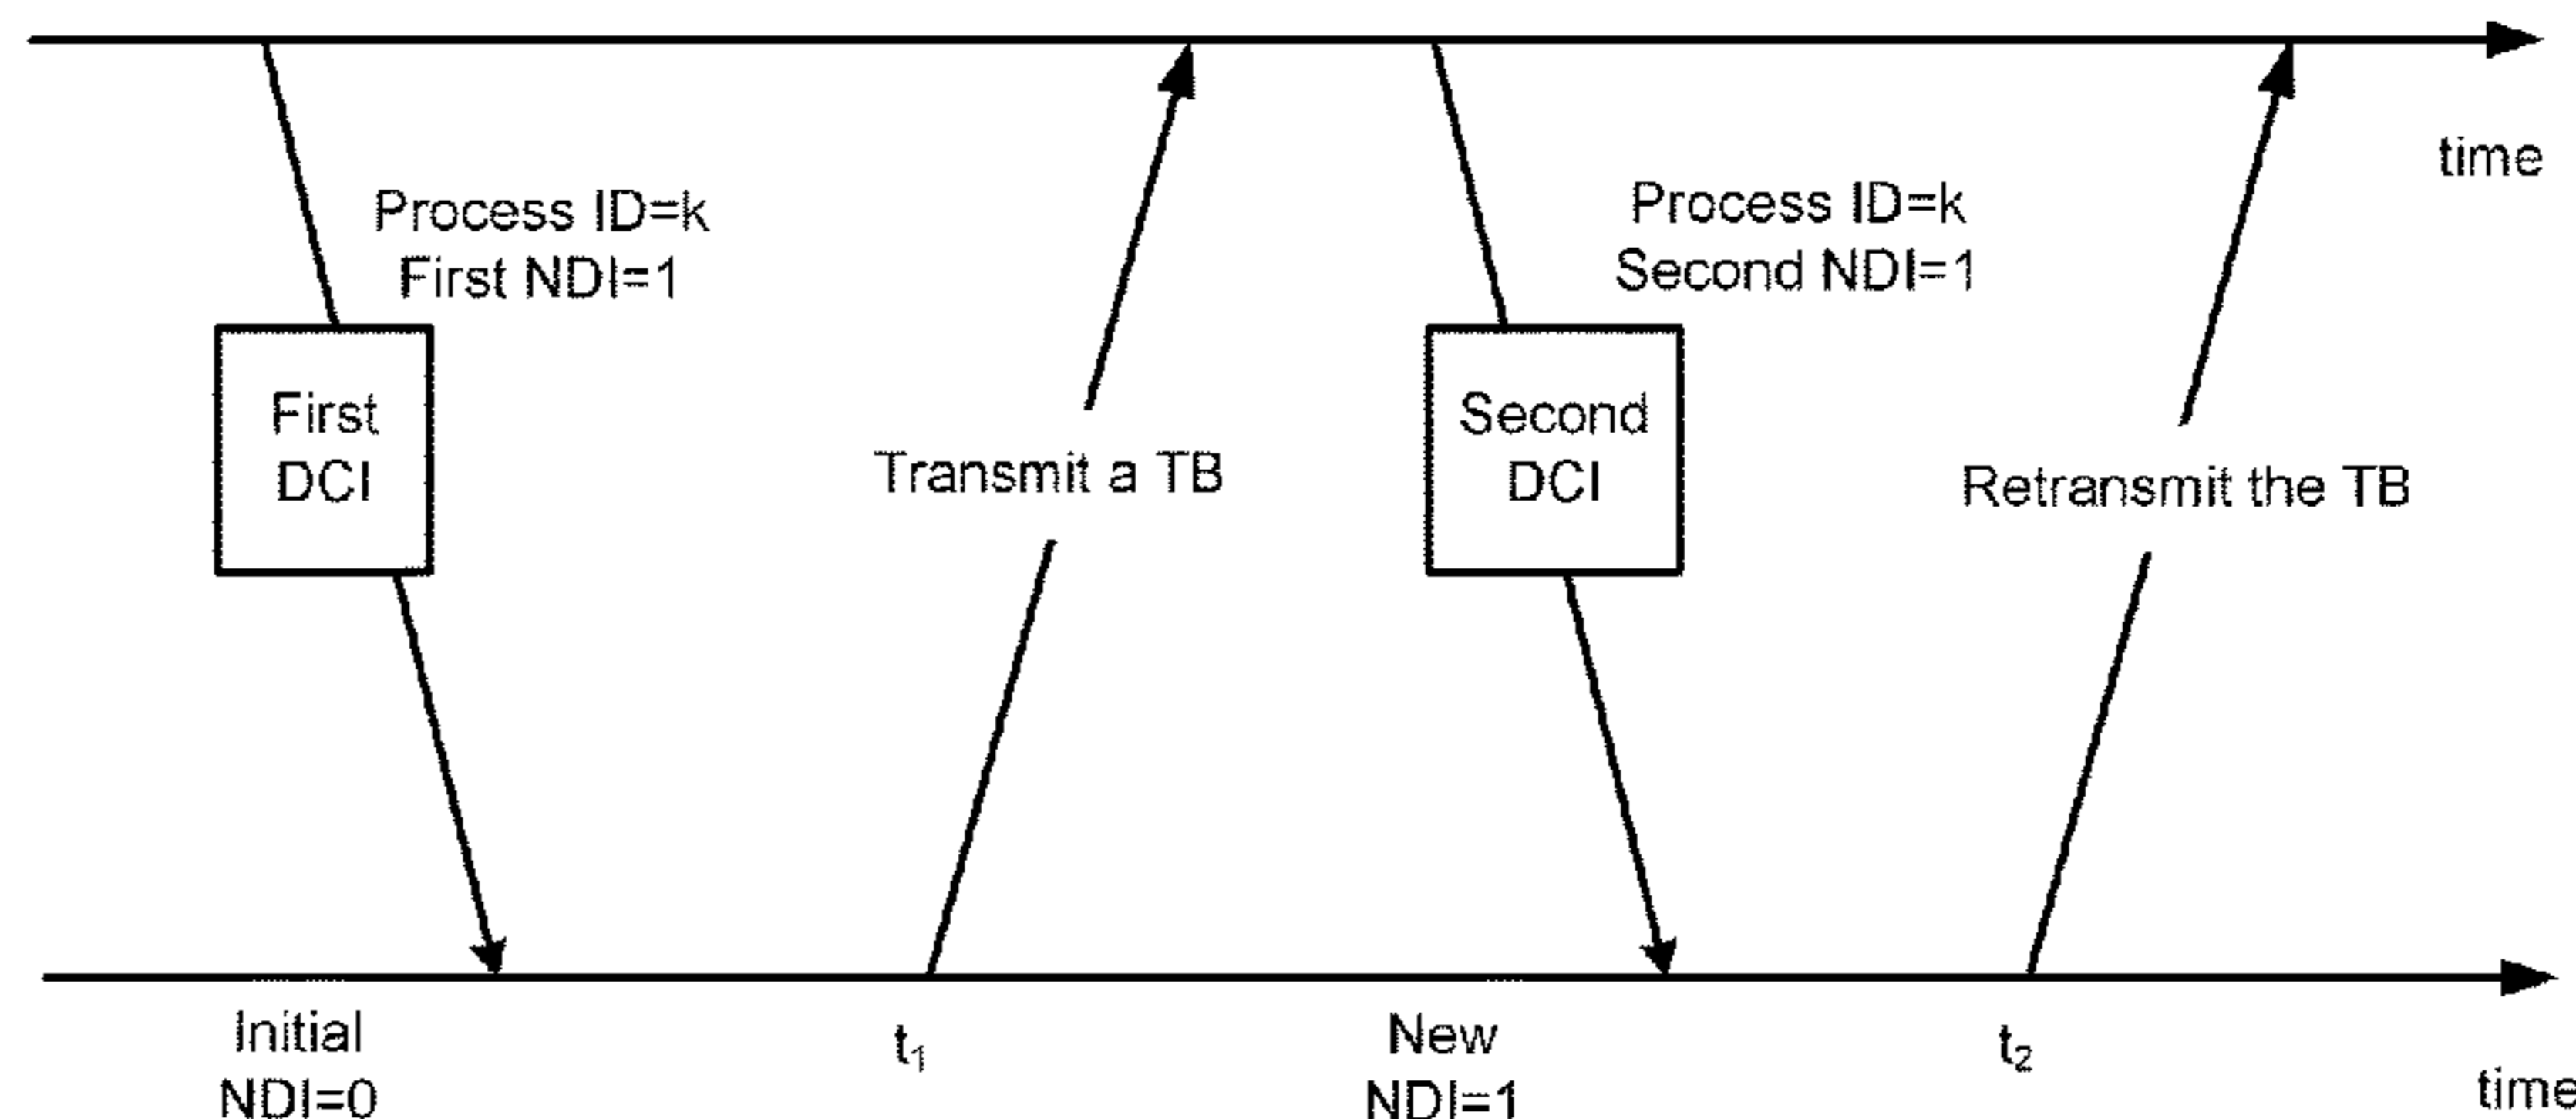 time
Process ID=k
First NDI=1
Process ID=k
Second NDI=1
First
DCI
Transmit a TB
Second
DCI
Retransmit the TB
Initial
NDI=0
t₁
New
NDI=1
t₂
time